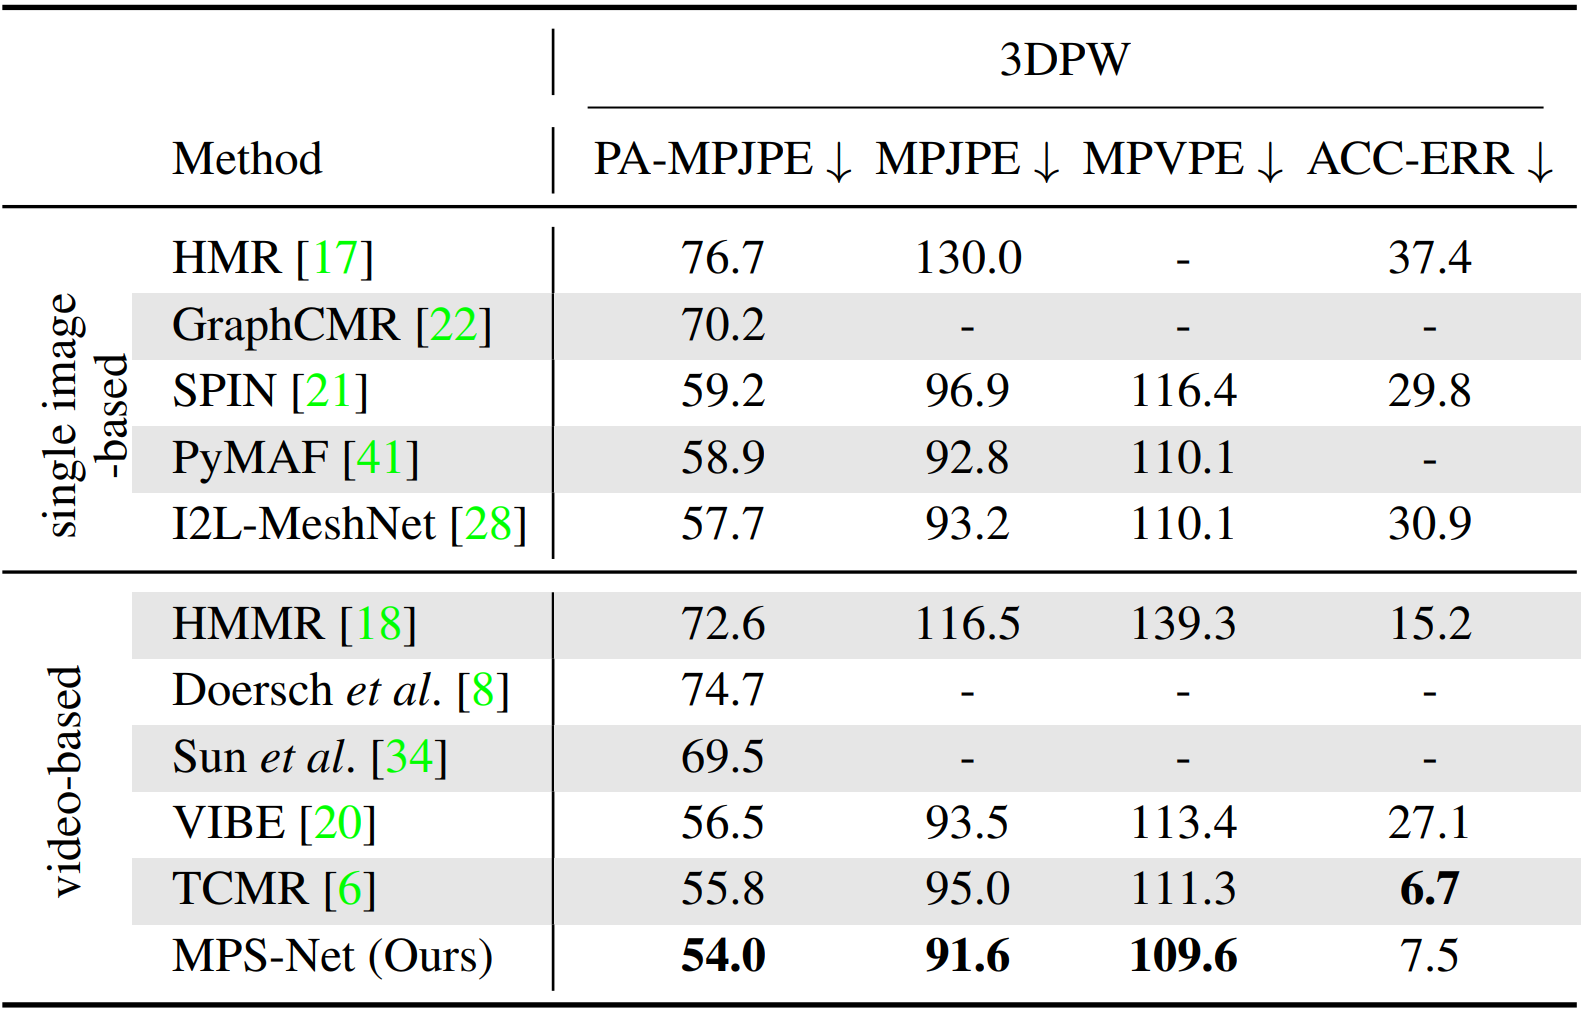 3DPW
Method PA-MPJPE ↓ MPJPE ↓ MPVPE ↓ ACC-ERR ↓
single image
-based
HMR [17] 76.7 130.0 - 37.4
GraphCMR [22] 70.2 - - -
SPIN [21] 59.2 96.9 116.4 29.8
PyMAF [41] 58.9 92.8 110.1 -
I2L-MeshNet [28] 57.7 93.2 110.1 30.9
video-based
HMMR [18] 72.6 116.5 139.3 15.2
Doersch et al. [8] 74.7 - - -
Sun et al. [34] 69.5 - - -
VIBE [20] 56.5 93.5 113.4 27.1
TCMR [6] 55.8 95.0 111.3 6.7
MPS-Net (Ours) 54.0 91.6 109.6 7.5